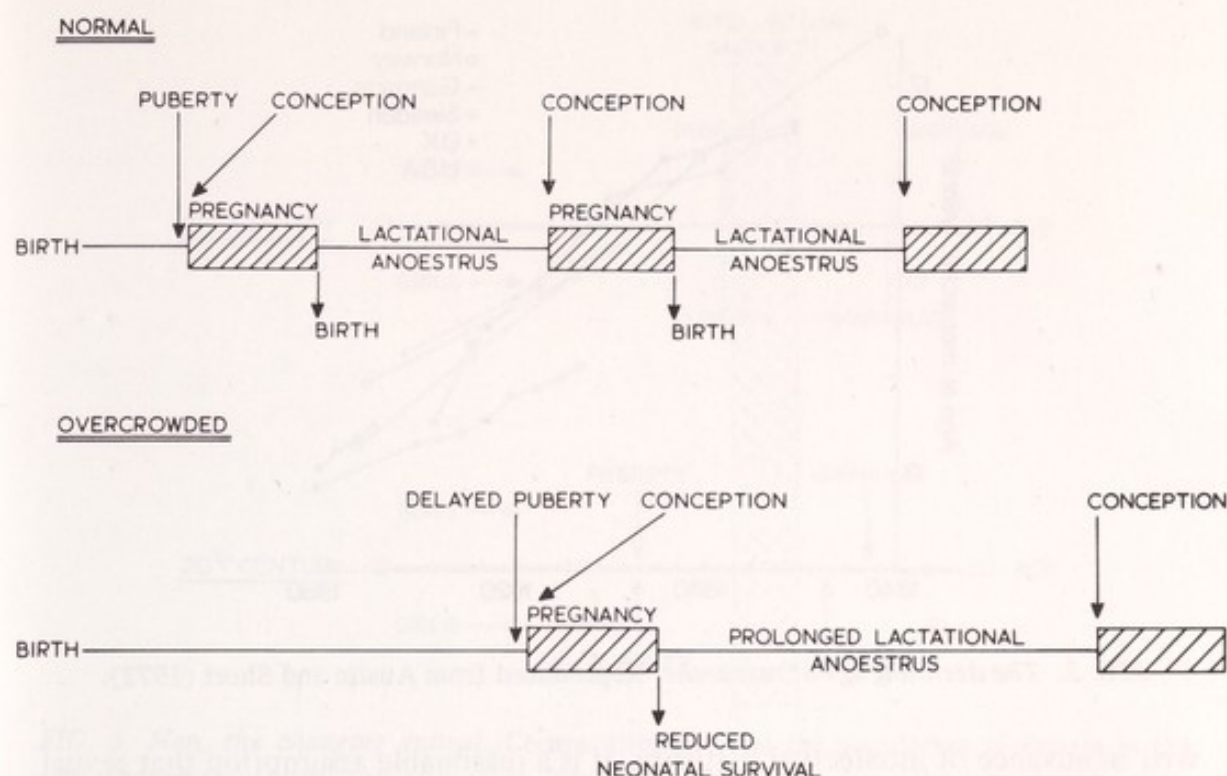 NORMAL
PUBERTY CONCEPTION CONCEPTION CONCEPTION
PREGNANCY PREGNANCY
BIRTH LACTATIONAL LACTATIONAL
ANOESTRUS ANOESTRUS
BIRTH BIRTH
OVERCROWDED
DELAYED PUBERTY CONCEPTION CONCEPTION
PREGNANCY
BIRTH PROLONGED LACTATIONAL
ANOESTRUS
REDUCED
NEONATAL SURVIVAL